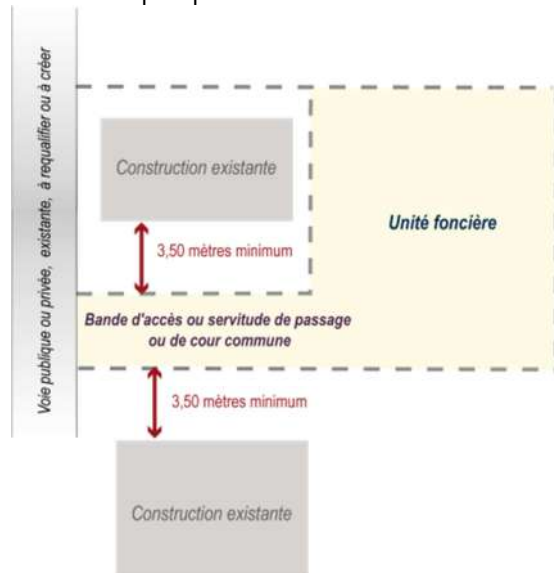 Voie publique ou privée, existante, à requalifier ou à créer
Construction existante
Unité foncière
3,50 mètres minimum
Bande d'accès ou servitude de passage
ou de cour commune
3,50 mètres minimum
Construction existante